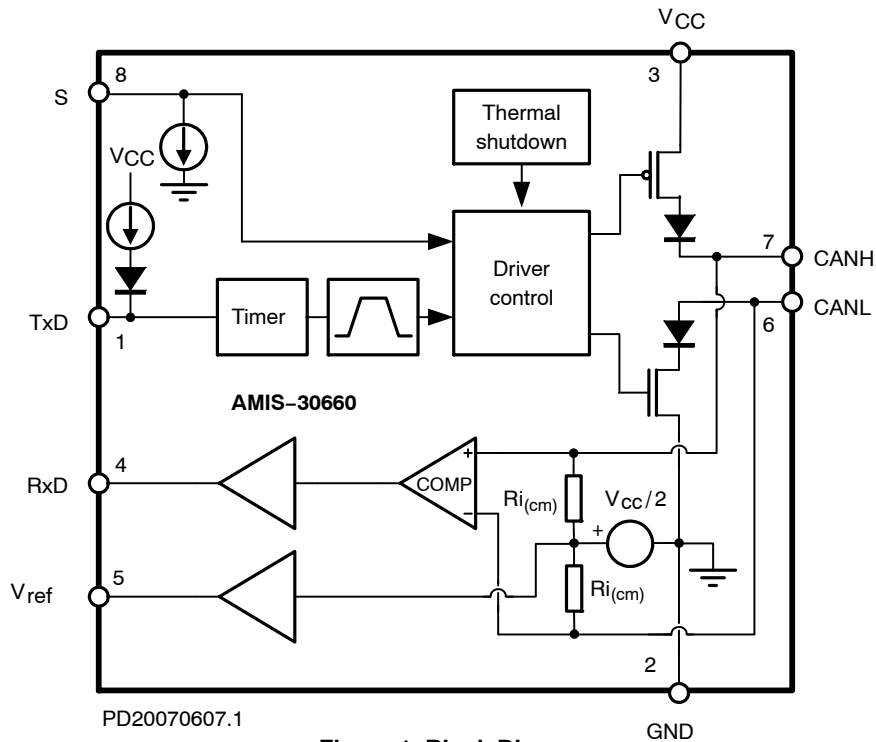 VCC
3
8
S
Thermal
shutdown
VCC
7
CANH
Driver
control
CANL
6
TxD
1
Timer
AMIS−30660
4
RxD
+
COMP
−
Ri(cm)
VCC/2
+
5
Vref
Ri(cm)
2
PD20070607.1
GND